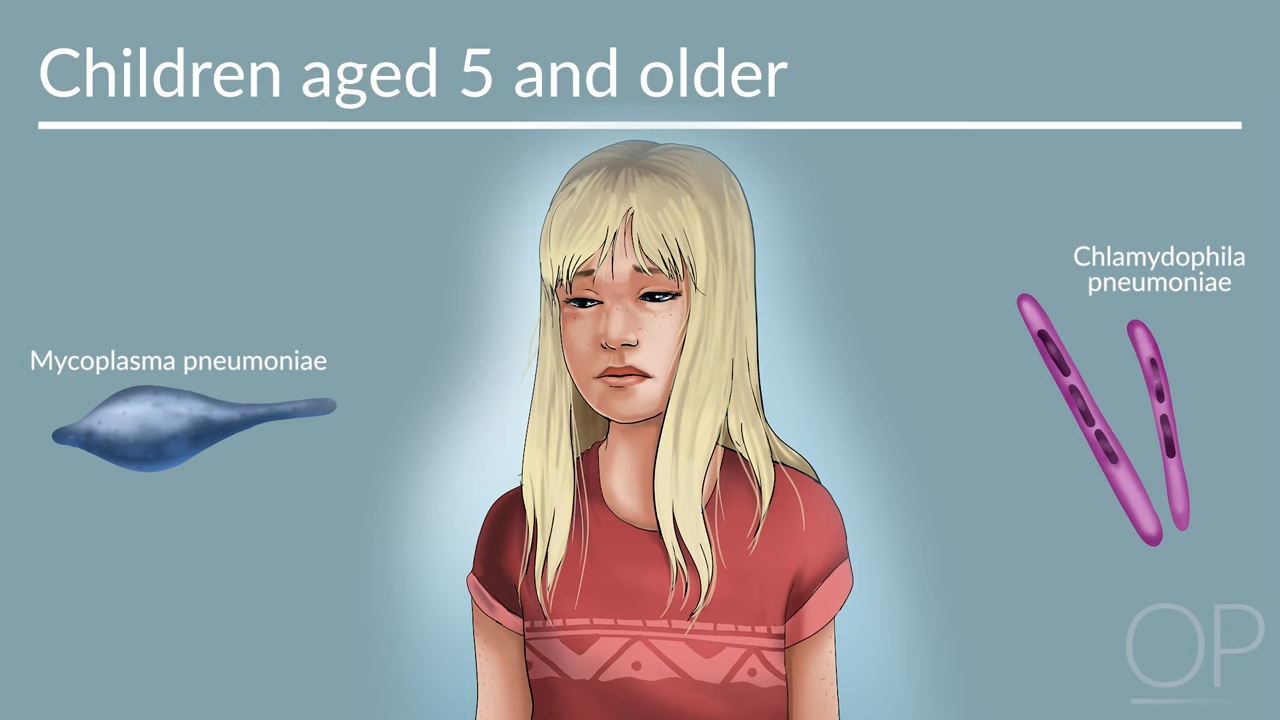 Children aged 5 and older
Mycoplasma pneumoniae
Chlamydophila
pneumoniae
OP